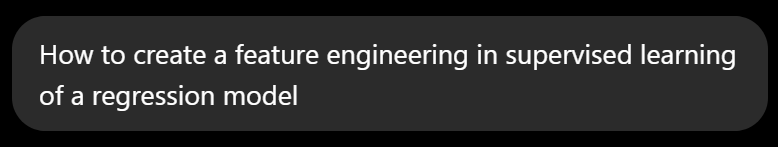 How to create a feature engineering in supervised learning
of a regression model